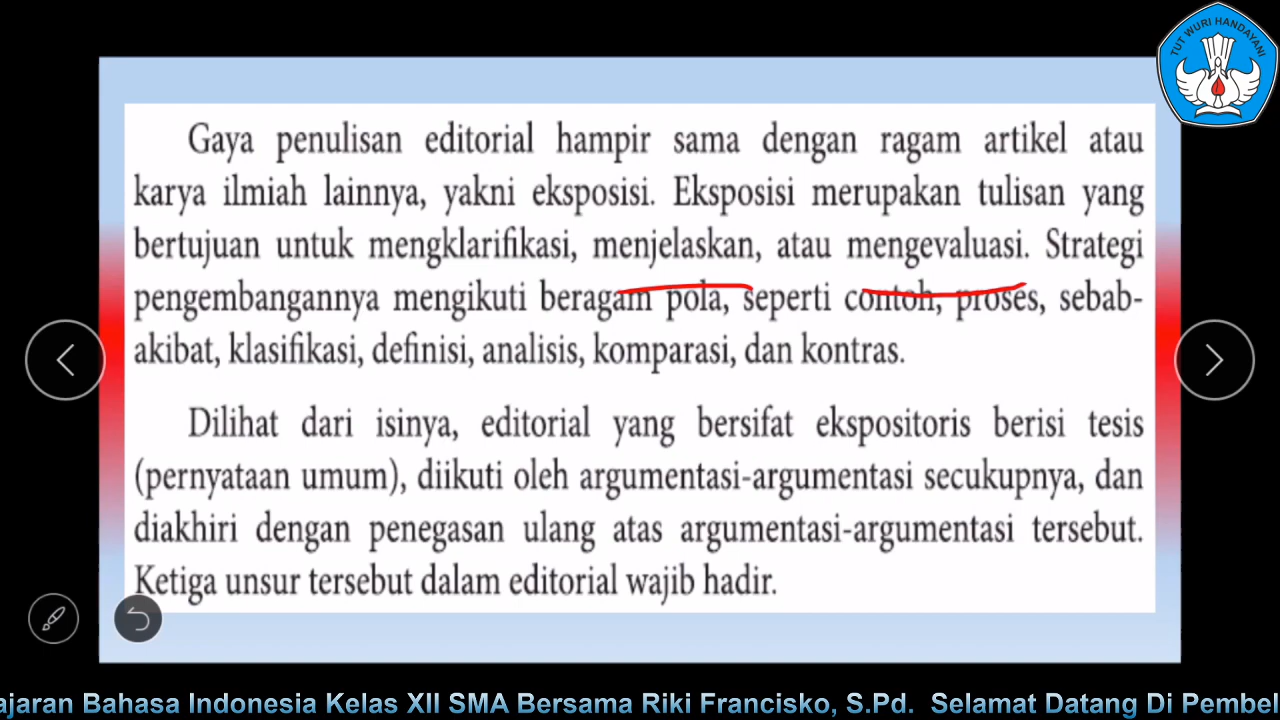 TUT WURI HANDAYANI
Gaya penulisan editorial hampir sama dengan ragam artikel atau
karya ilmiah lainnya, yakni eksposisi. Eksposisi merupakan tulisan yang
bertujuan untuk mengklarifikasi, menjelaskan, atau mengevaluasi. Strategi
pengembangannya mengikuti beragam pola, seperti contoh, proses, sebab-
akibat, klasifikasi, definisi, analisis, komparasi, dan kontras.
Dilihat dari isinya, editorial yang bersifat ekspositoris berisi tesis
(pernyataan umum), diikuti oleh argumentasi-argumentasi secukupnya, dan
diakhiri dengan penegasan ulang atas argumentasi-argumentasi tersebut.
Ketiga unsur tersebut dalam editorial wajib hadir.
ajaran Bahasa Indonesia Kelas XII SMA Bersama Riki Francisko, S.Pd. Selamat Datang Di Pembel